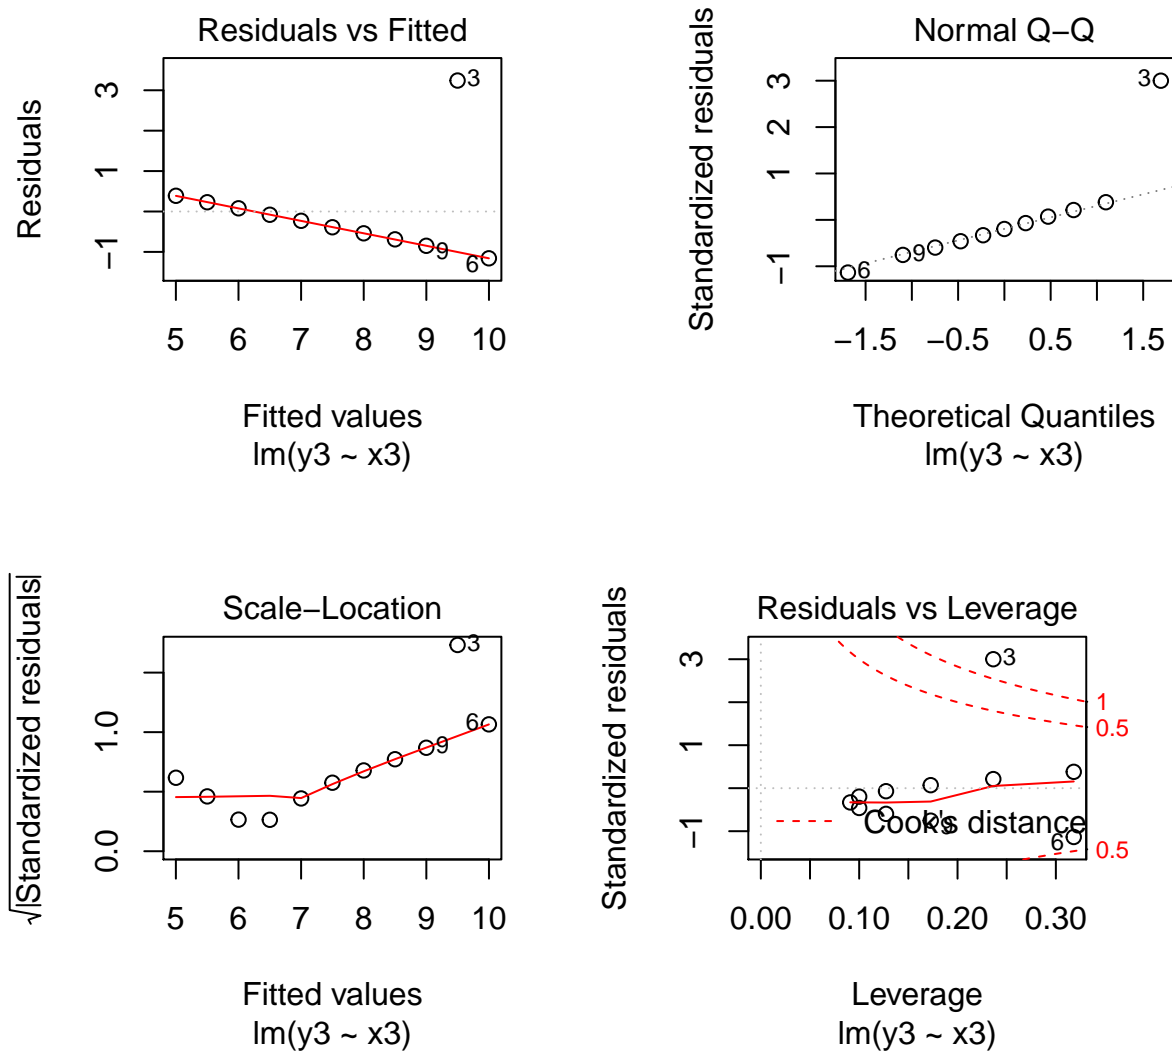 Residuals vs Fitted
Residuals
3
1
−1
3
9
6
5 6 7 8 9 10
Fitted values
lm(y3 ~ x3)
Normal Q−Q
Standardized residuals
3
2
1
−1
3
9
6
−1.5 −0.5 0.5 1.5
Theoretical Quantiles
lm(y3 ~ x3)
Scale−Location
√|Standardized residuals|
1.0
0.0
3
6
9
5 6 7 8 9 10
Fitted values
lm(y3 ~ x3)
Residuals vs Leverage
Standardized residuals
3
1
−1
3
1
0.5
0.5
Cook's distance
9
6
0.00 0.10 0.20 0.30
Leverage
lm(y3 ~ x3)